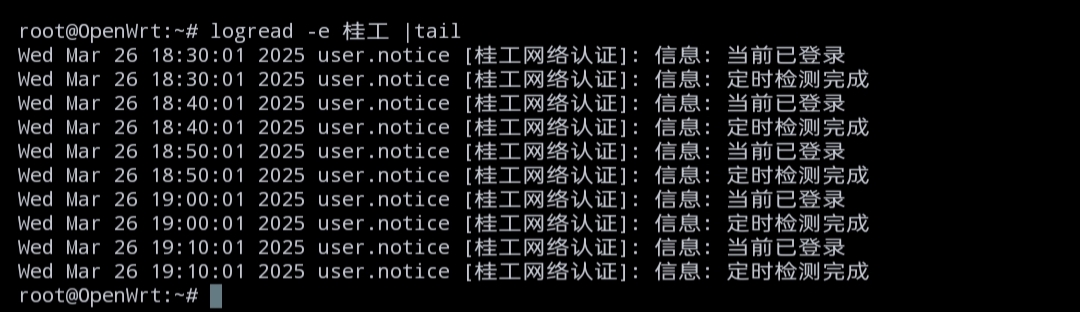 root@OpenWrt:~# logread -e 桂工 |tail
Wed Mar 26 18:30:01 2025 user.notice [桂工网络认证]: 信息: 当前已登录
Wed Mar 26 18:30:01 2025 user.notice [桂工网络认证]: 信息: 定时检测完成
Wed Mar 26 18:40:01 2025 user.notice [桂工网络认证]: 信息: 当前已登录
Wed Mar 26 18:40:01 2025 user.notice [桂工网络认证]: 信息: 定时检测完成
Wed Mar 26 18:50:01 2025 user.notice [桂工网络认证]: 信息: 当前已登录
Wed Mar 26 18:50:01 2025 user.notice [桂工网络认证]: 信息: 定时检测完成
Wed Mar 26 19:00:01 2025 user.notice [桂工网络认证]: 信息: 当前已登录
Wed Mar 26 19:00:01 2025 user.notice [桂工网络认证]: 信息: 定时检测完成
Wed Mar 26 19:10:01 2025 user.notice [桂工网络认证]: 信息: 当前已登录
Wed Mar 26 19:10:01 2025 user.notice [桂工网络认证]: 信息: 定时检测完成
root@OpenWrt:~#